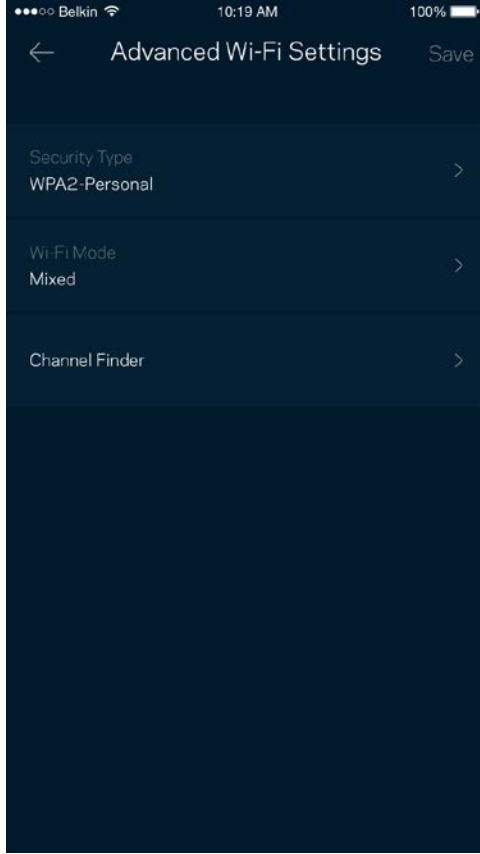 Belkin 10:19 AM 100%
Advanced Wi-Fi Settings Save
Security Type
WPA2-Personal
Wi-Fi Mode
Mixed
Channel Finder